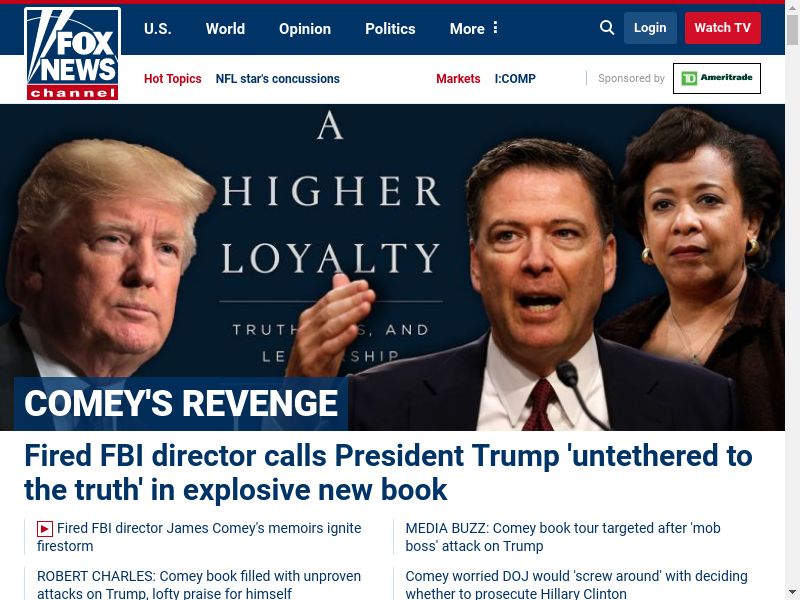 FOX
NEWS
channel
U.S.
World
Opinion
Politics
More
Login
Watch TV
Hot Topics
NFL star's concussions
Markets
I:COMP
Sponsored by
TD Ameritrade
A
HIGHER
LOYALTY
TRUTH S, AND
LE SHIP
COMEY'S REVENGE
Fired FBI director calls President Trump 'untethered to
the truth' in explosive new book
Fired FBI director James Comey's memoirs ignite
firestorm
MEDIA BUZZ: Comey book tour targeted after 'mob
boss' attack on Trump
ROBERT CHARLES: Comey book filled with unproven
attacks on Trump, lofty praise for himself
Comey worried DOJ would 'screw around' with deciding
whether to prosecute Hillary Clinton